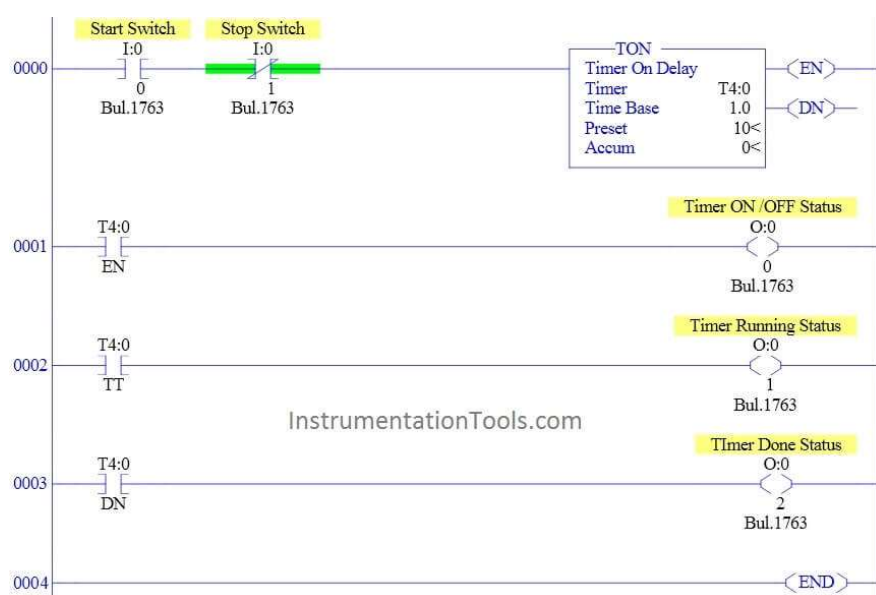 Start Switch Stop Switch
I:0 I:0
0000
0 1
Bul.1763 Bul.1763
TON
Timer On Delay
Timer T4:0
Time Base 1.0
Preset 10<
Accum 0<
EN
DN
Timer ON /OFF Status
T4:0 O:0
0001
EN 0
Bul.1763
Timer Running Status
T4:0 O:0
0002
TT 1
Bul.1763
InstrumentationTools.com
TImer Done Status
T4:0 O:0
0003
DN 2
Bul.1763
0004 END